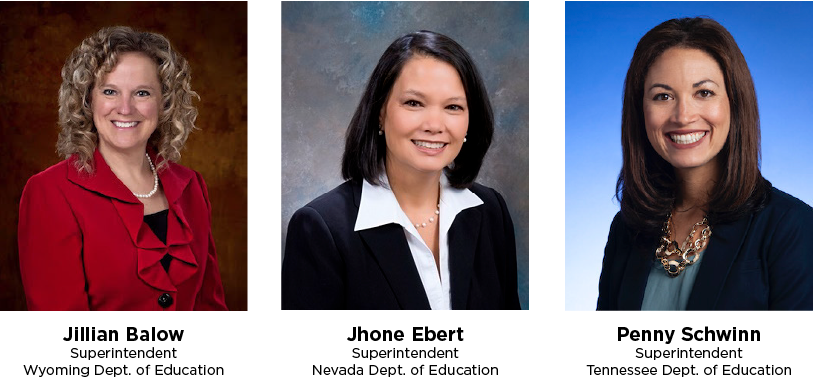 Jillian Balow
Superintendent
Wyoming Dept. of Education
Jhone Ebert
Superintendent
Nevada Dept. of Education
Penny Schwinn
Superintendent
Tennessee Dept. of Education